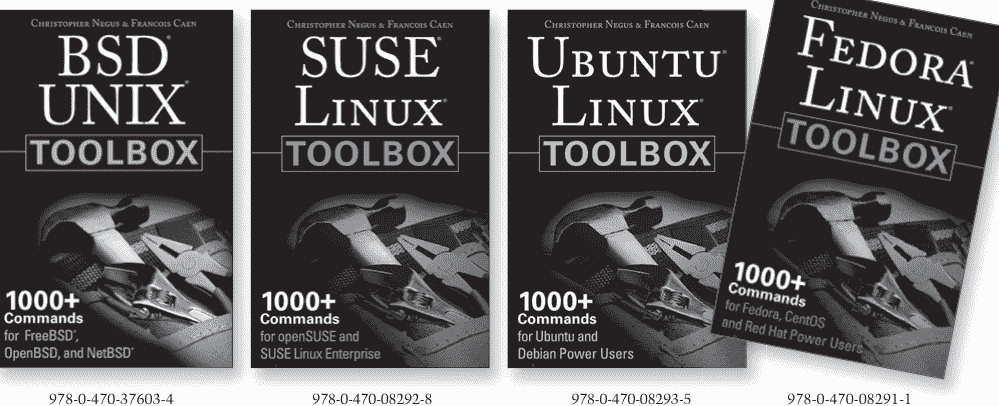 CHRISTOPHER NEGUS & FRANCOIS CAEN
BSD®
UNIX®
TOOLBOX
1000+
Commands
for FreeBSD®,
OpenBSD, and NetBSD®
978-0-470-37603-4
CHRISTOPHER NEGUS & FRANCOIS CAEN
SUSE®
LINUX®
TOOLBOX
1000+
Commands
for openSUSE and
SUSE Linux Enterprise
978-0-470-08292-8
CHRISTOPHER NEGUS & FRANCOIS CAEN
UBUNTU®
LINUX®
TOOLBOX
1000+
Commands
for Ubuntu and
Debian Power Users
978-0-470-08293-5
CHRISTOPHER NEGUS & FRANCOIS CAEN
FEDORA®
LINUX®
TOOLBOX
1000+
Commands
for Fedora, CentOS
and Red Hat Power Users
978-0-470-08291-1